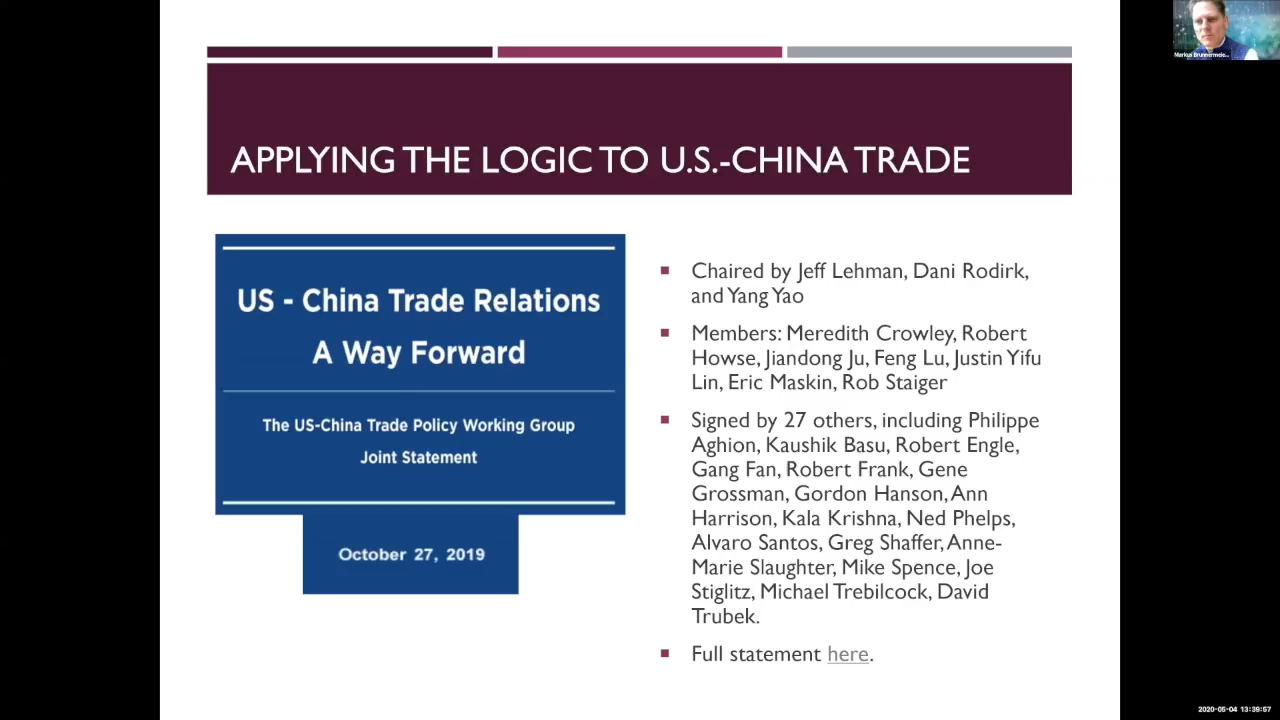 Markus Brunnermeie...
APPLYING THE LOGIC TO U.S.-CHINA TRADE
US - China Trade Relations
A Way Forward
The US-China Trade Policy Working Group
Joint Statement
October 27, 2019
Chaired by Jeff Lehman, Dani Rodirk,
and Yang Yao
Members: Meredith Crowley, Robert
Howse, Jiandong Ju, Feng Lu, Justin Yifu
Lin, Eric Maskin, Rob Staiger
Signed by 27 others, including Philippe
Aghion, Kaushik Basu, Robert Engle,
Gang Fan, Robert Frank, Gene
Grossman, Gordon Hanson, Ann
Harrison, Kala Krishna, Ned Phelps,
Alvaro Santos, Greg Shaffer, Anne-
Marie Slaughter, Mike Spence, Joe
Stiglitz, Michael Trebilcock, David
Trubek.
Full statement here.
2020-05-04 13:39:57